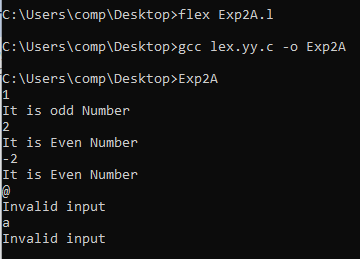 C:\Users\comp\Desktop>flex Exp2A.l
C:\Users\comp\Desktop>gcc lex.yy.c -o Exp2A
C:\Users\comp\Desktop>Exp2A
1
It is odd Number
2
It is Even Number
-2
It is Even Number
@
Invalid input
a
Invalid input